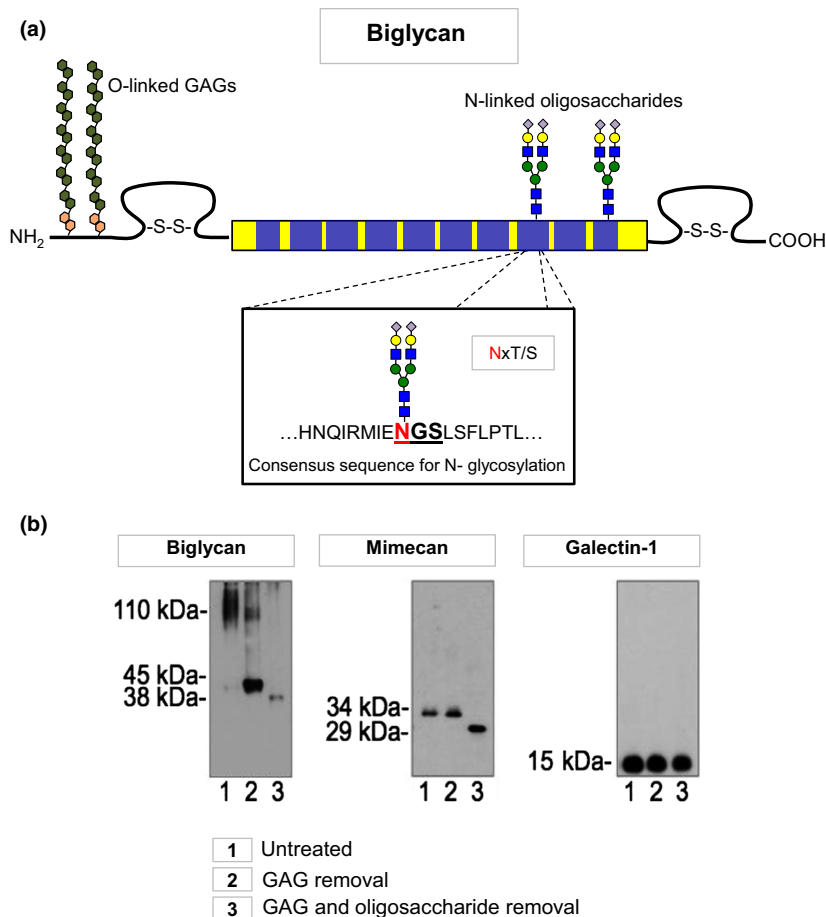 (a)
Biglycan
O-linked GAGs
N-linked oligosaccharides
NH2
-S-S-
-S-S-
COOH
NxT/S
...HNQIRMIENGSLSFLPTL...
Consensus sequence for N- glycosylation
(b)
Biglycan
Mimecan
Galectin-1
110 kDa-
45 kDa-
38 kDa-
34 kDa-
29 kDa-
15 kDa-
1 2 3
1 2 3
1 2 3
1 Untreated
2 GAG removal
3 GAG and oligosaccharide removal